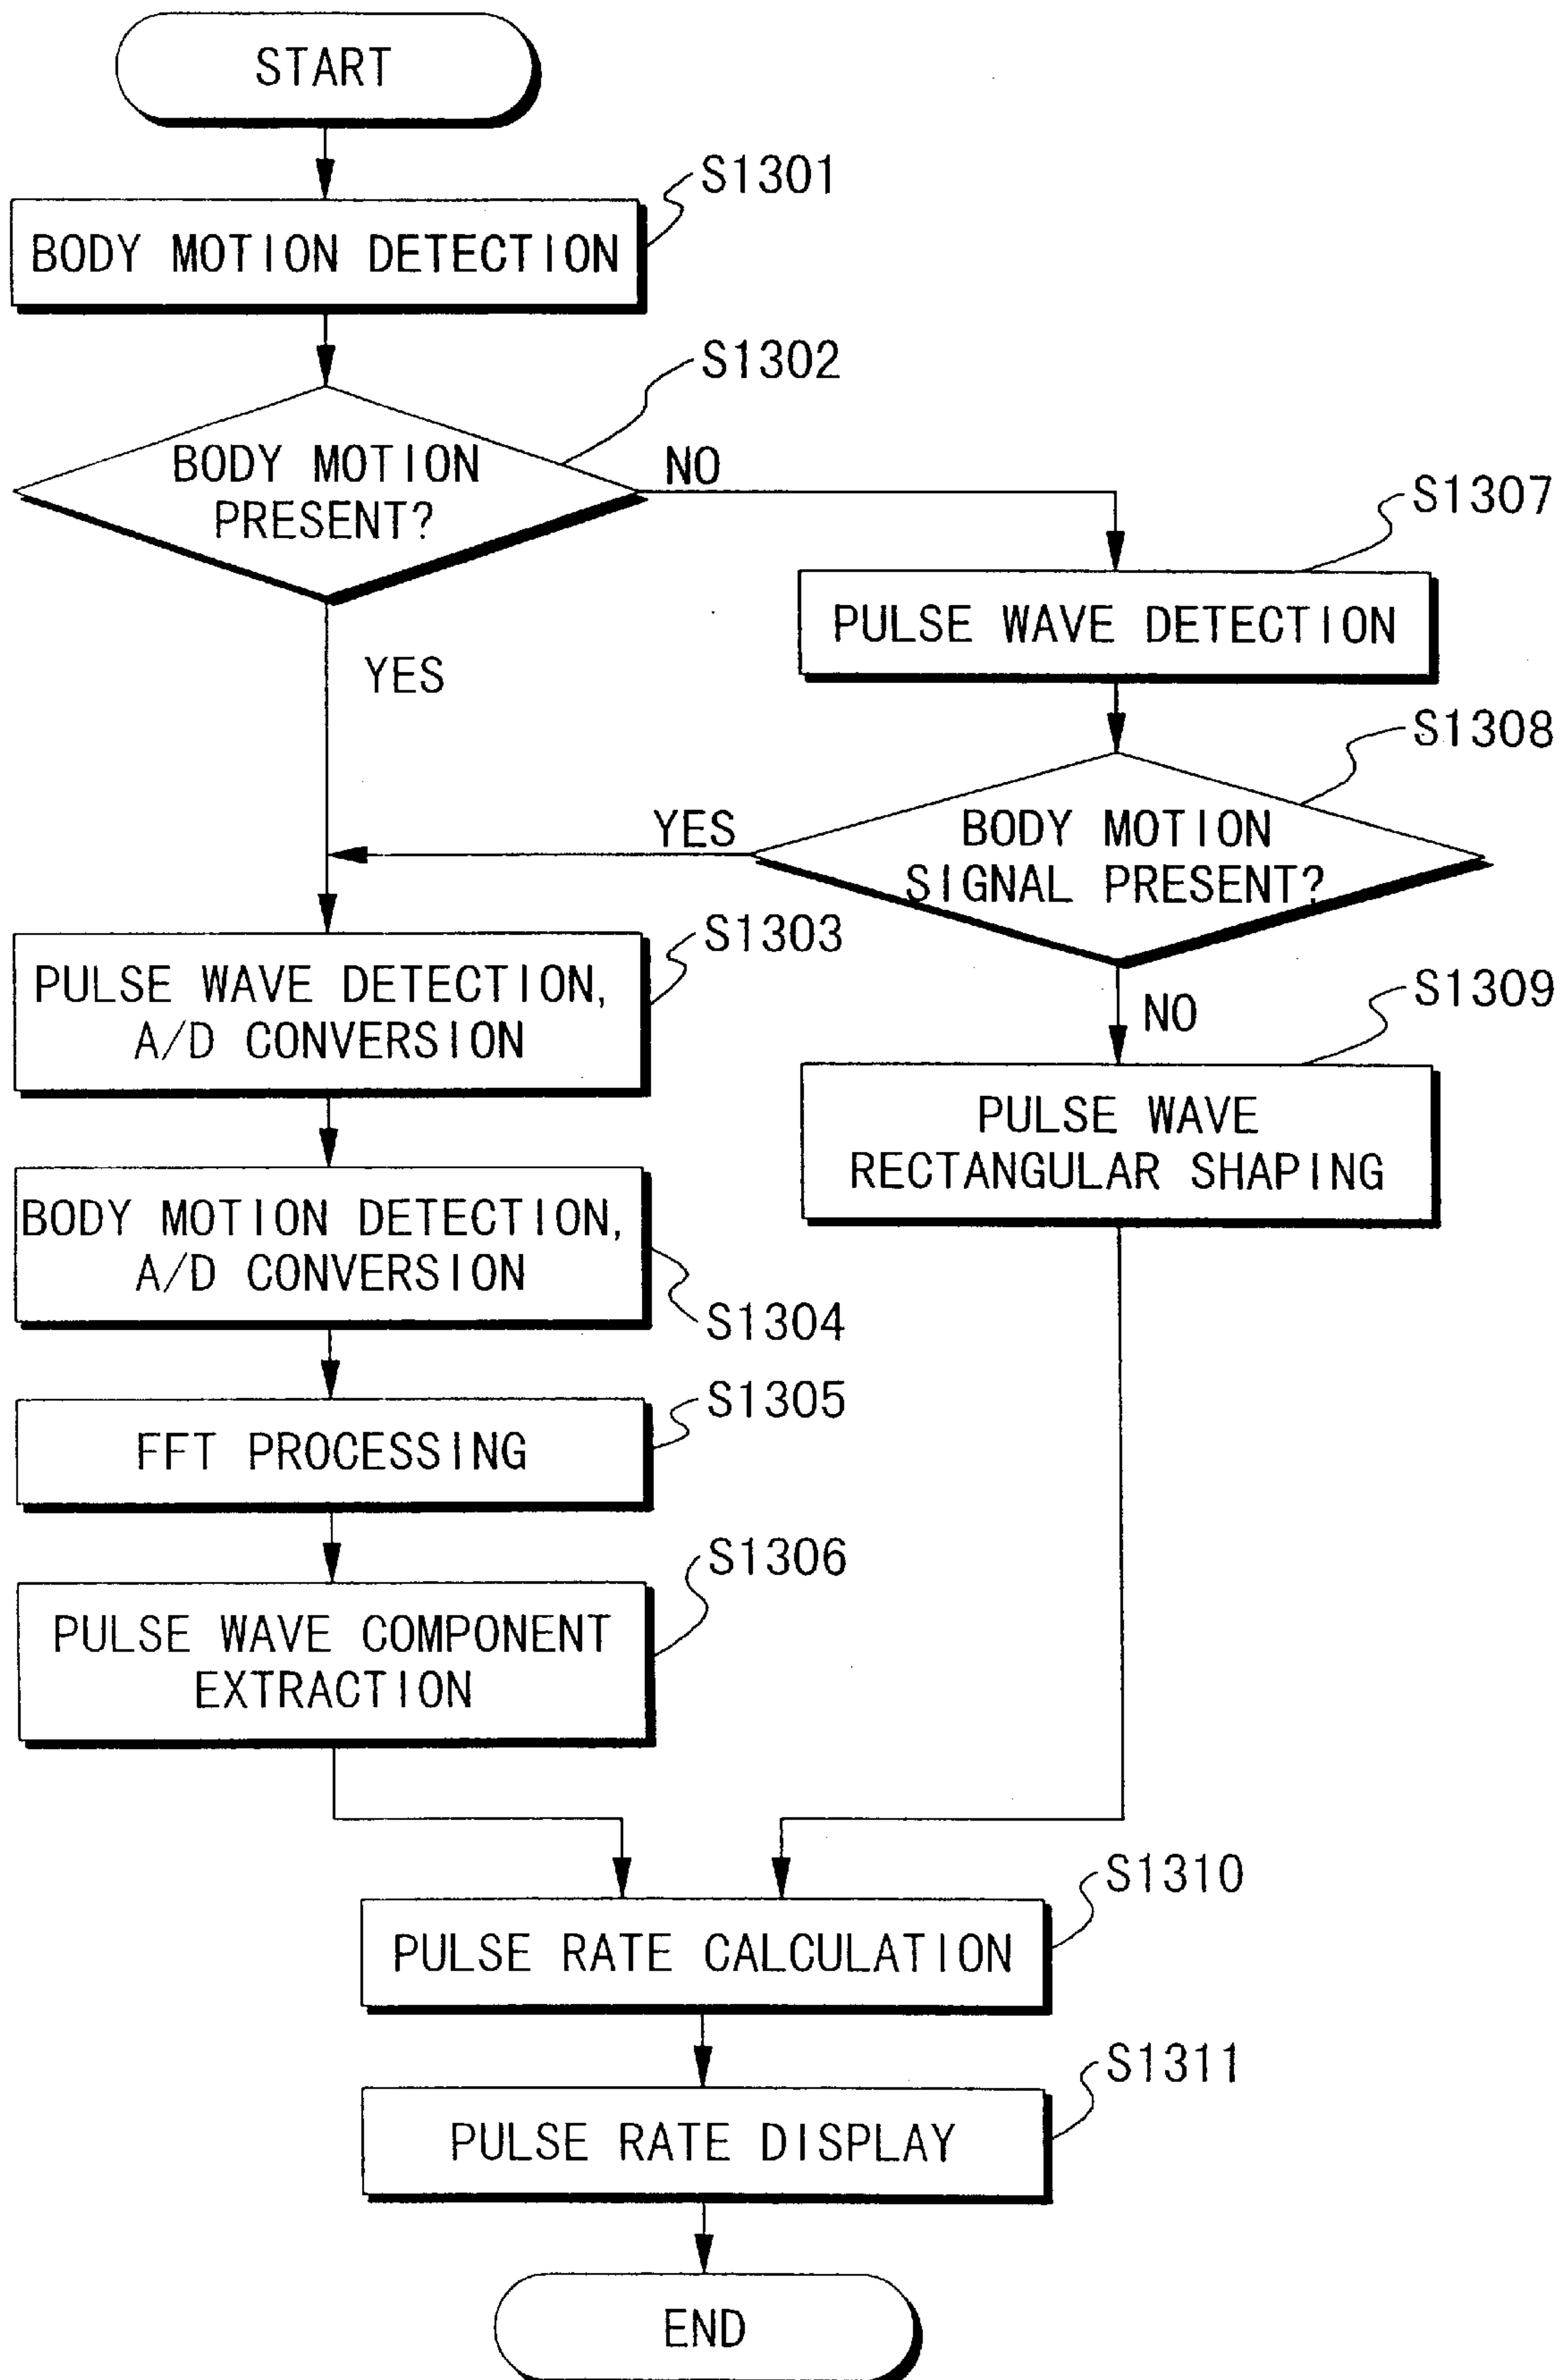 START
S1301
BODY MOTION DETECTION
S1302
BODY MOTION
PRESENT?
NO
YES
S1307
PULSE WAVE DETECTION
S1308
BODY MOTION
SIGNAL PRESENT?
YES
NO
S1303
PULSE WAVE DETECTION,
A/D CONVERSION
S1309
PULSE WAVE
RECTANGULAR SHAPING
BODY MOTION DETECTION,
A/D CONVERSION
S1304
S1305
FFT PROCESSING
S1306
PULSE WAVE COMPONENT
EXTRACTION
S1310
PULSE RATE CALCULATION
S1311
PULSE RATE DISPLAY
END